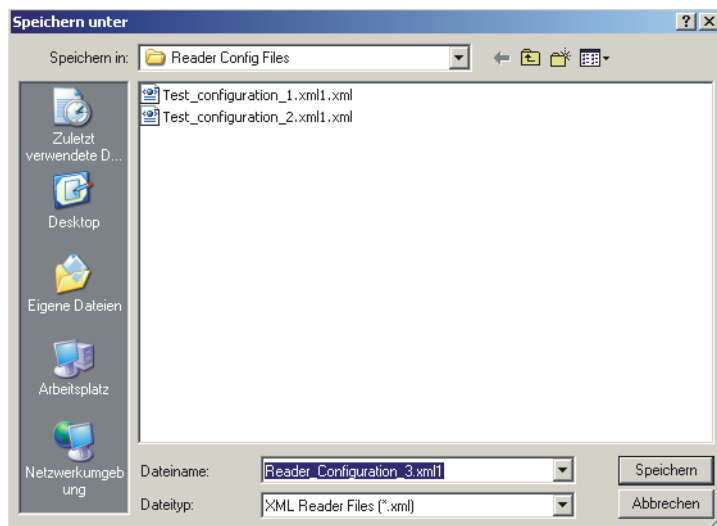 Speichern unter
Speichern in: Reader Config Files
Test_configuration_1.xml1.xml
Test_configuration_2.xml1.xml
Zuletzt
verwendete D...
Desktop
Eigene Dateien
Arbeitsplatz
Netzwerkumgeb
ung
Dateiname: Reader_Configuration_3.xml1 Speichern
Dateityp: XML Reader Files (*.xml) Abbrechen